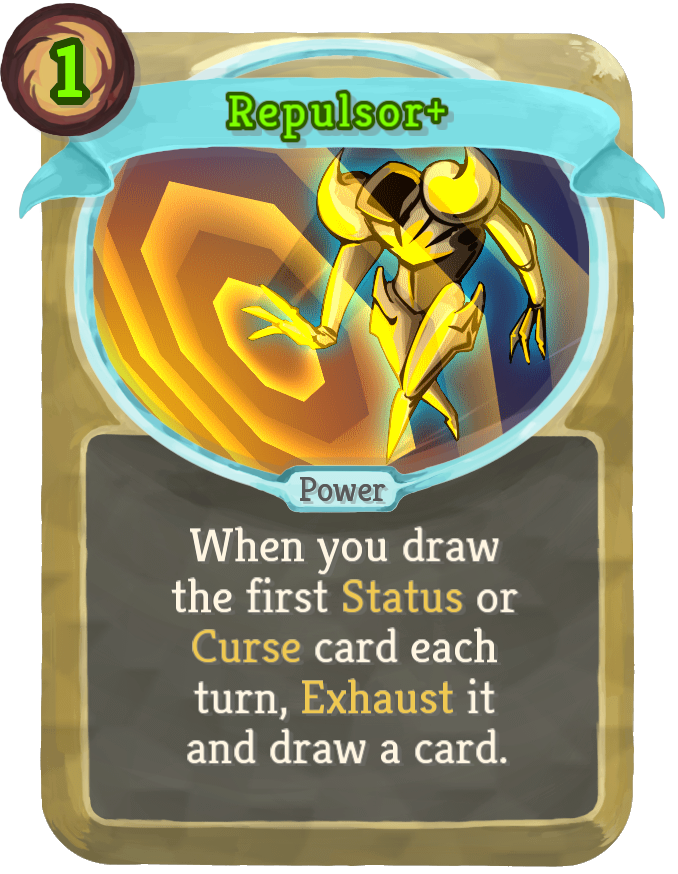 1
Repulsor+
Power
When you draw
the first Status or
Curse card each
turn, Exhaust it
and draw a card.